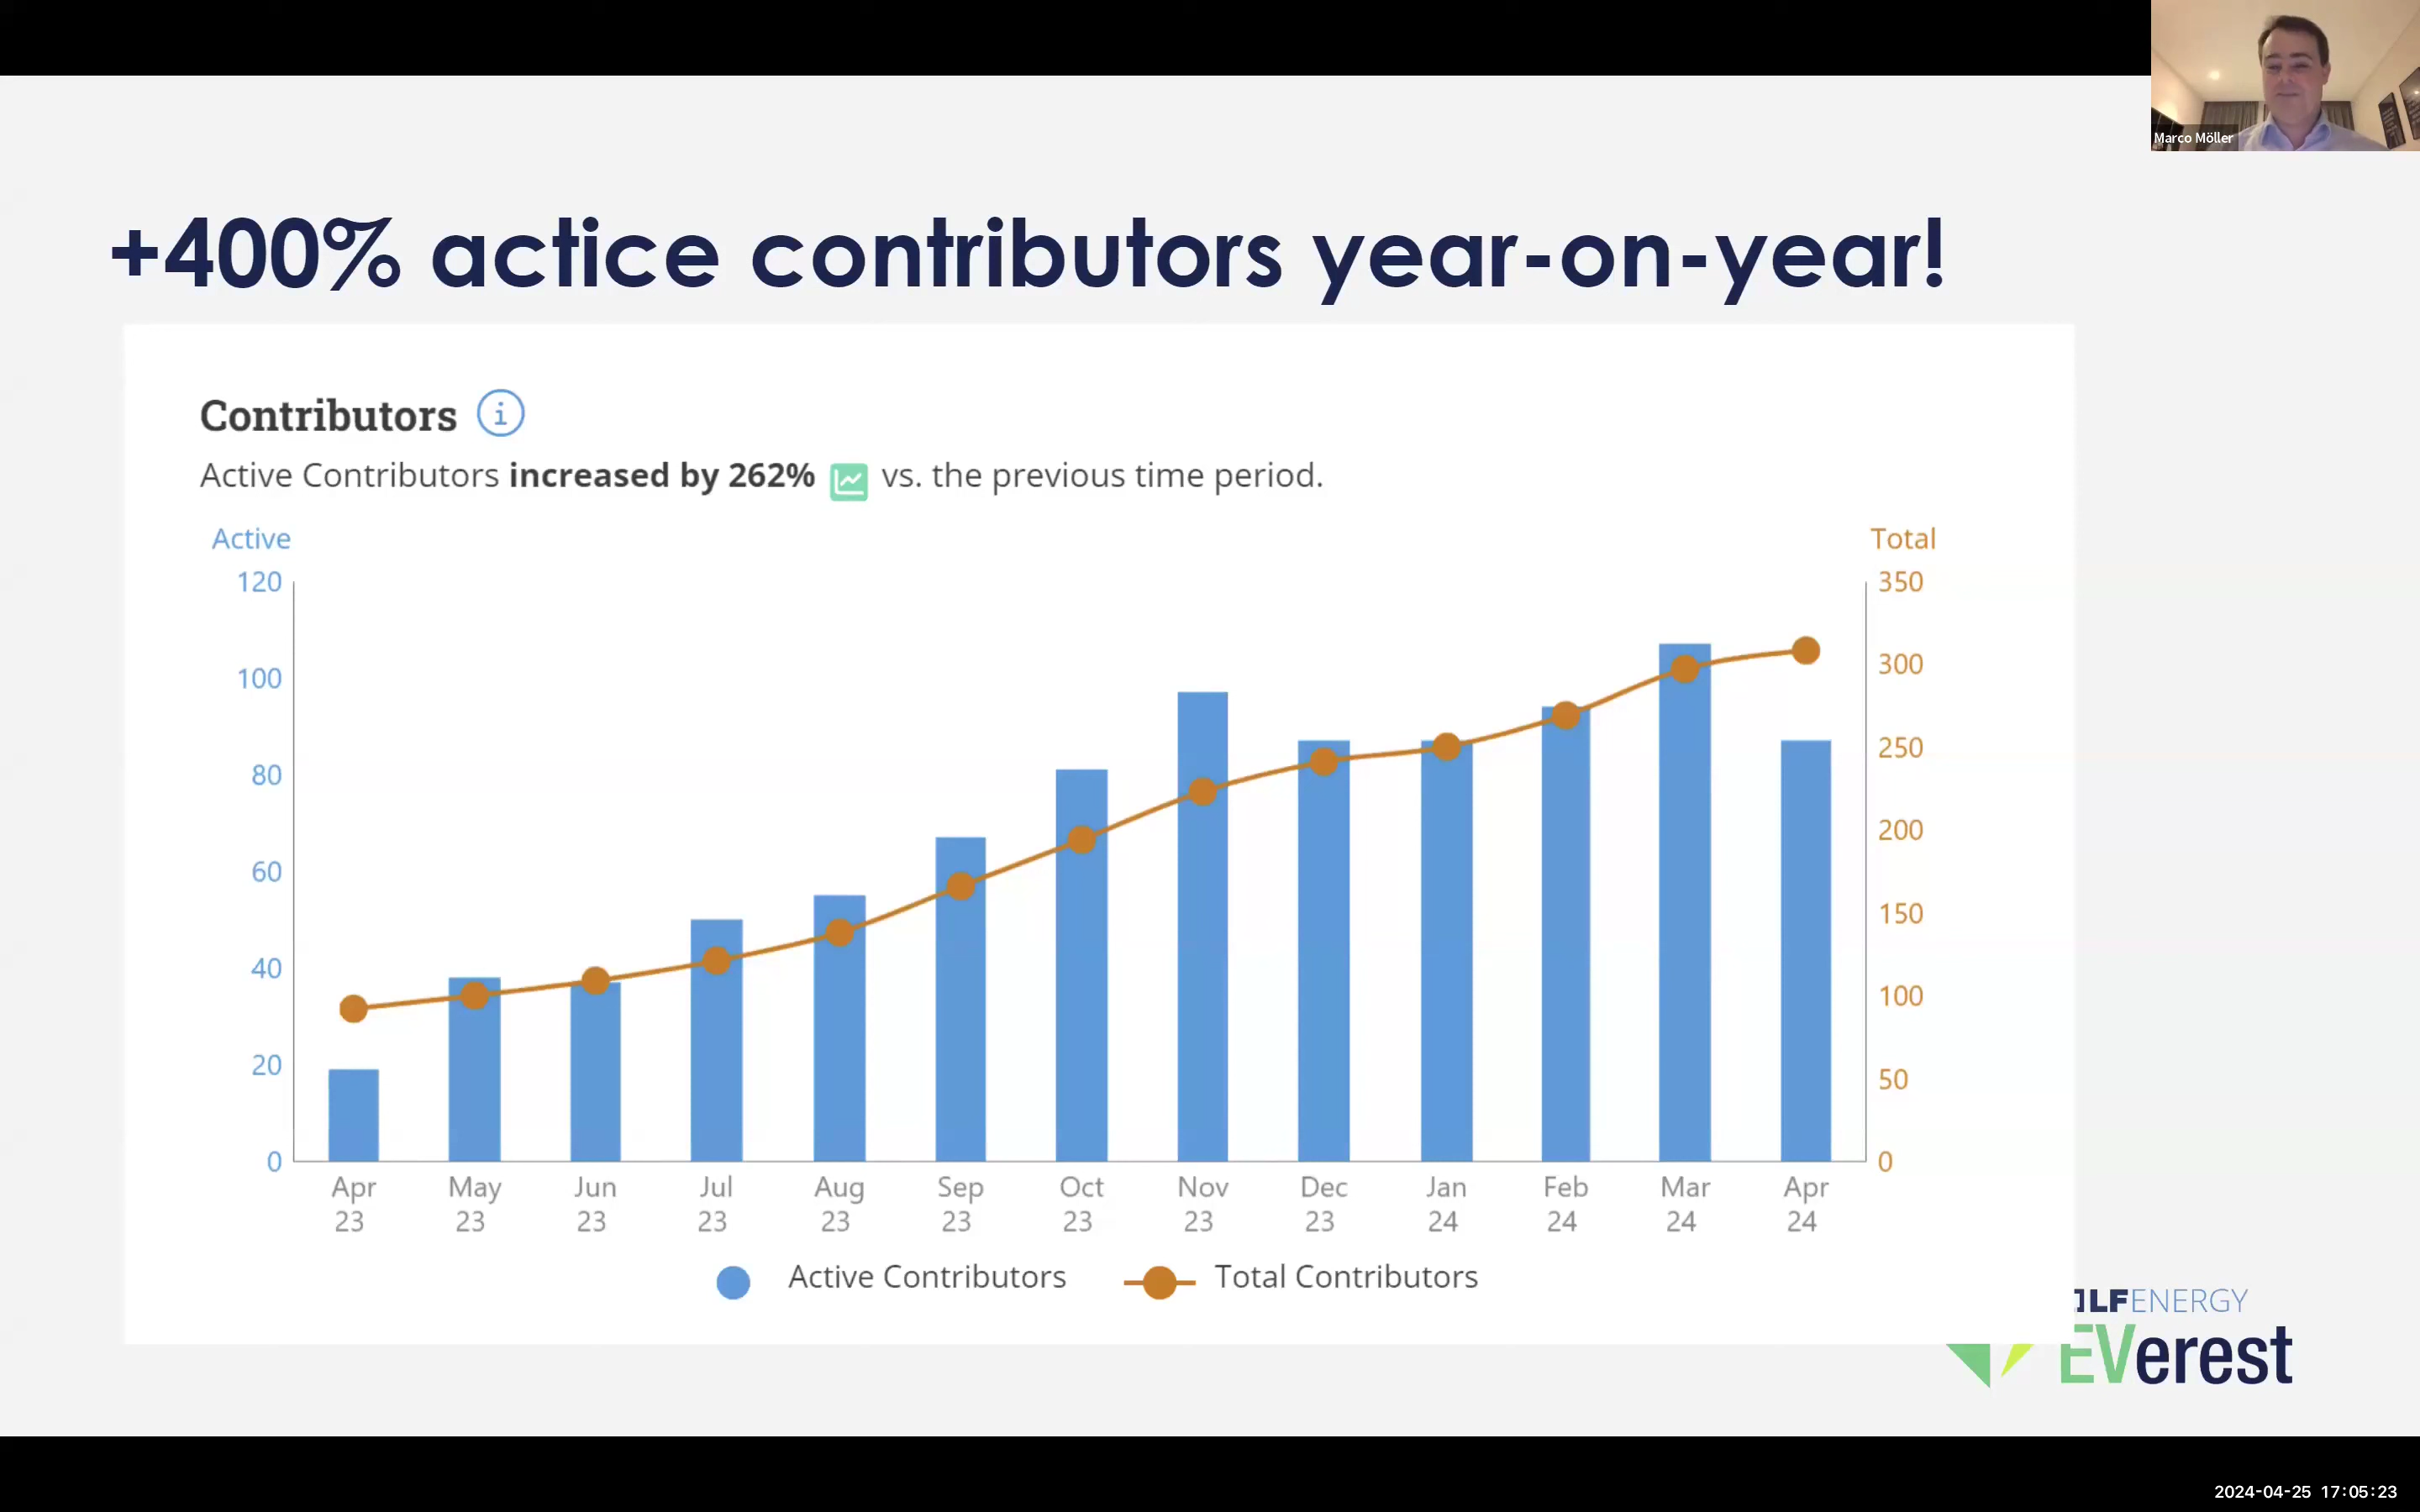 Marco Möller
+400% actice contributors year-on-year!
Contributors i
Active Contributors increased by 262% vs. the previous time period.
Active
Total
120
100
80
60
40
20
0
350
300
250
200
150
100
50
0
Apr 23
May 23
Jun 23
Jul 23
Aug 23
Sep 23
Oct 23
Nov 23
Dec 23
Jan 24
Feb 24
Mar 24
Apr 24
Active Contributors
Total Contributors
LFENERGY
EVerest
2024-04-25 17:05:23